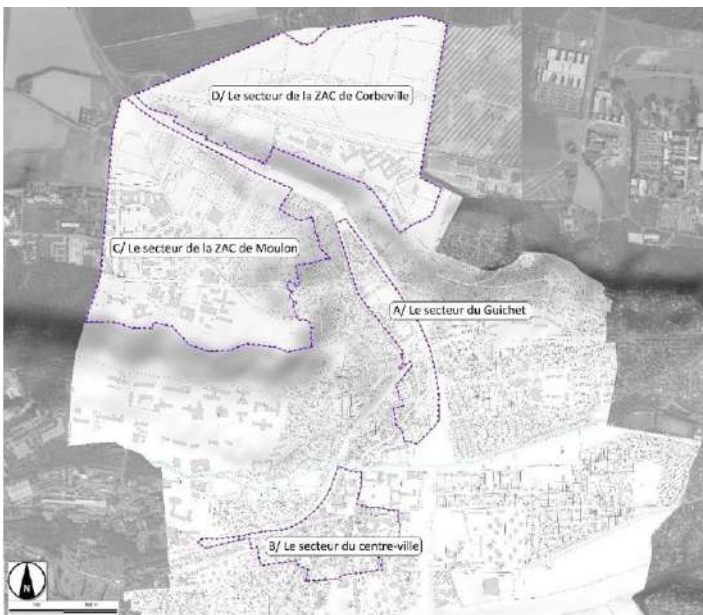 D/ Le secteur de la ZAC de Corbeville
C/ Le secteur de la ZAC de Moulon
A/ Le secteur du Guichet
B/ Le secteur du centre-ville
N